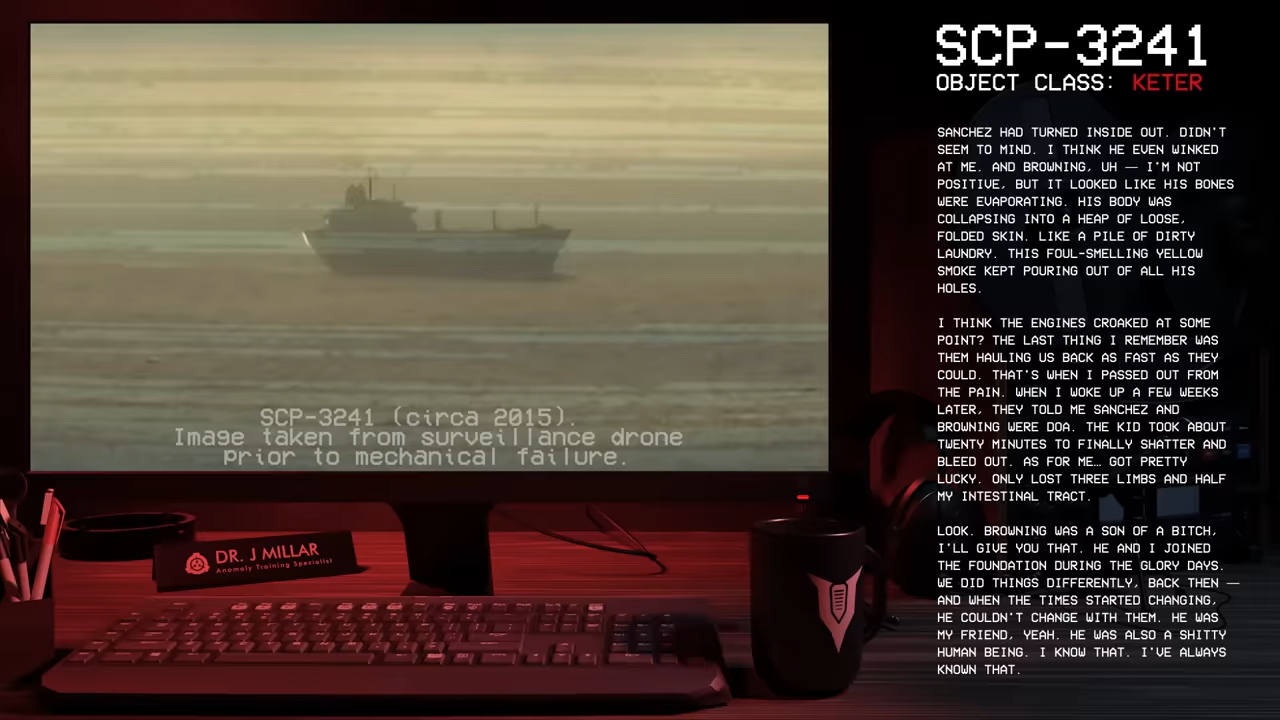 SCP-3241
OBJECT CLASS: KETER
SANCHEZ HAD TURNED INSIDE OUT. DIDN'T
SEEM TO MIND. I THINK HE EVEN WINKED
AT ME. AND BROWNING, UH — I'M NOT
POSITIVE, BUT IT LOOKED LIKE HIS BONES
WERE EVAPORATING. HIS BODY WAS
COLLAPSING INTO A HEAP OF LOOSE,
FOLDED SKIN. LIKE A PILE OF DIRTY
LAUNDRY. THIS FOUL-SMELLING YELLOW
SMOKE KEPT POURING OUT OF ALL HIS
HOLES.
I THINK THE ENGINES CROAKED AT SOME
POINT? THE LAST THING I REMEMBER WAS
THEM HAULING US BACK AS FAST AS THEY
COULD. THAT'S WHEN I PASSED OUT FROM
THE PAIN. WHEN I WOKE UP A FEW WEEKS
LATER, THEY TOLD ME SANCHEZ AND
BROWNING WERE DOA. THE KID TOOK ABOUT
TWENTY MINUTES TO FINALLY SHATTER AND
BLEED OUT. AS FOR ME… GOT PRETTY
LUCKY. ONLY LOST THREE LIMBS AND HALF
MY INTESTINAL TRACT.
LOOK. BROWNING WAS A SON OF A BITCH,
I'LL GIVE YOU THAT. HE AND I JOINED
THE FOUNDATION DURING THE GLORY DAYS.
WE DID THINGS DIFFERENTLY, BACK THEN —
AND WHEN THE TIMES STARTED CHANGING,
HE COULDN'T CHANGE WITH THEM. HE WAS
MY FRIEND, YEAH. HE WAS ALSO A SHITTY
HUMAN BEING. I KNOW THAT. I'VE ALWAYS
KNOWN THAT.
SCP-3241 (circa 2015).
Image taken from surveillance drone
prior to mechanical failure.
DR. J MILLAR
Anomaly Training Specialist